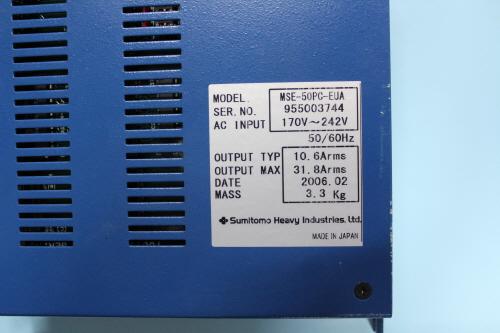 MODEL. MSE-50PC-EUA
SER.NO. 955003744
AC INPUT 170V～242V
50/60Hz
OUTPUT TYP 10.6Arms
OUTPUT MAX 31.8Arms
DATE 2006.02
MASS 3.3 Kg
Sumitomo Heavy Industries, Ltd.
MADE IN JAPAN